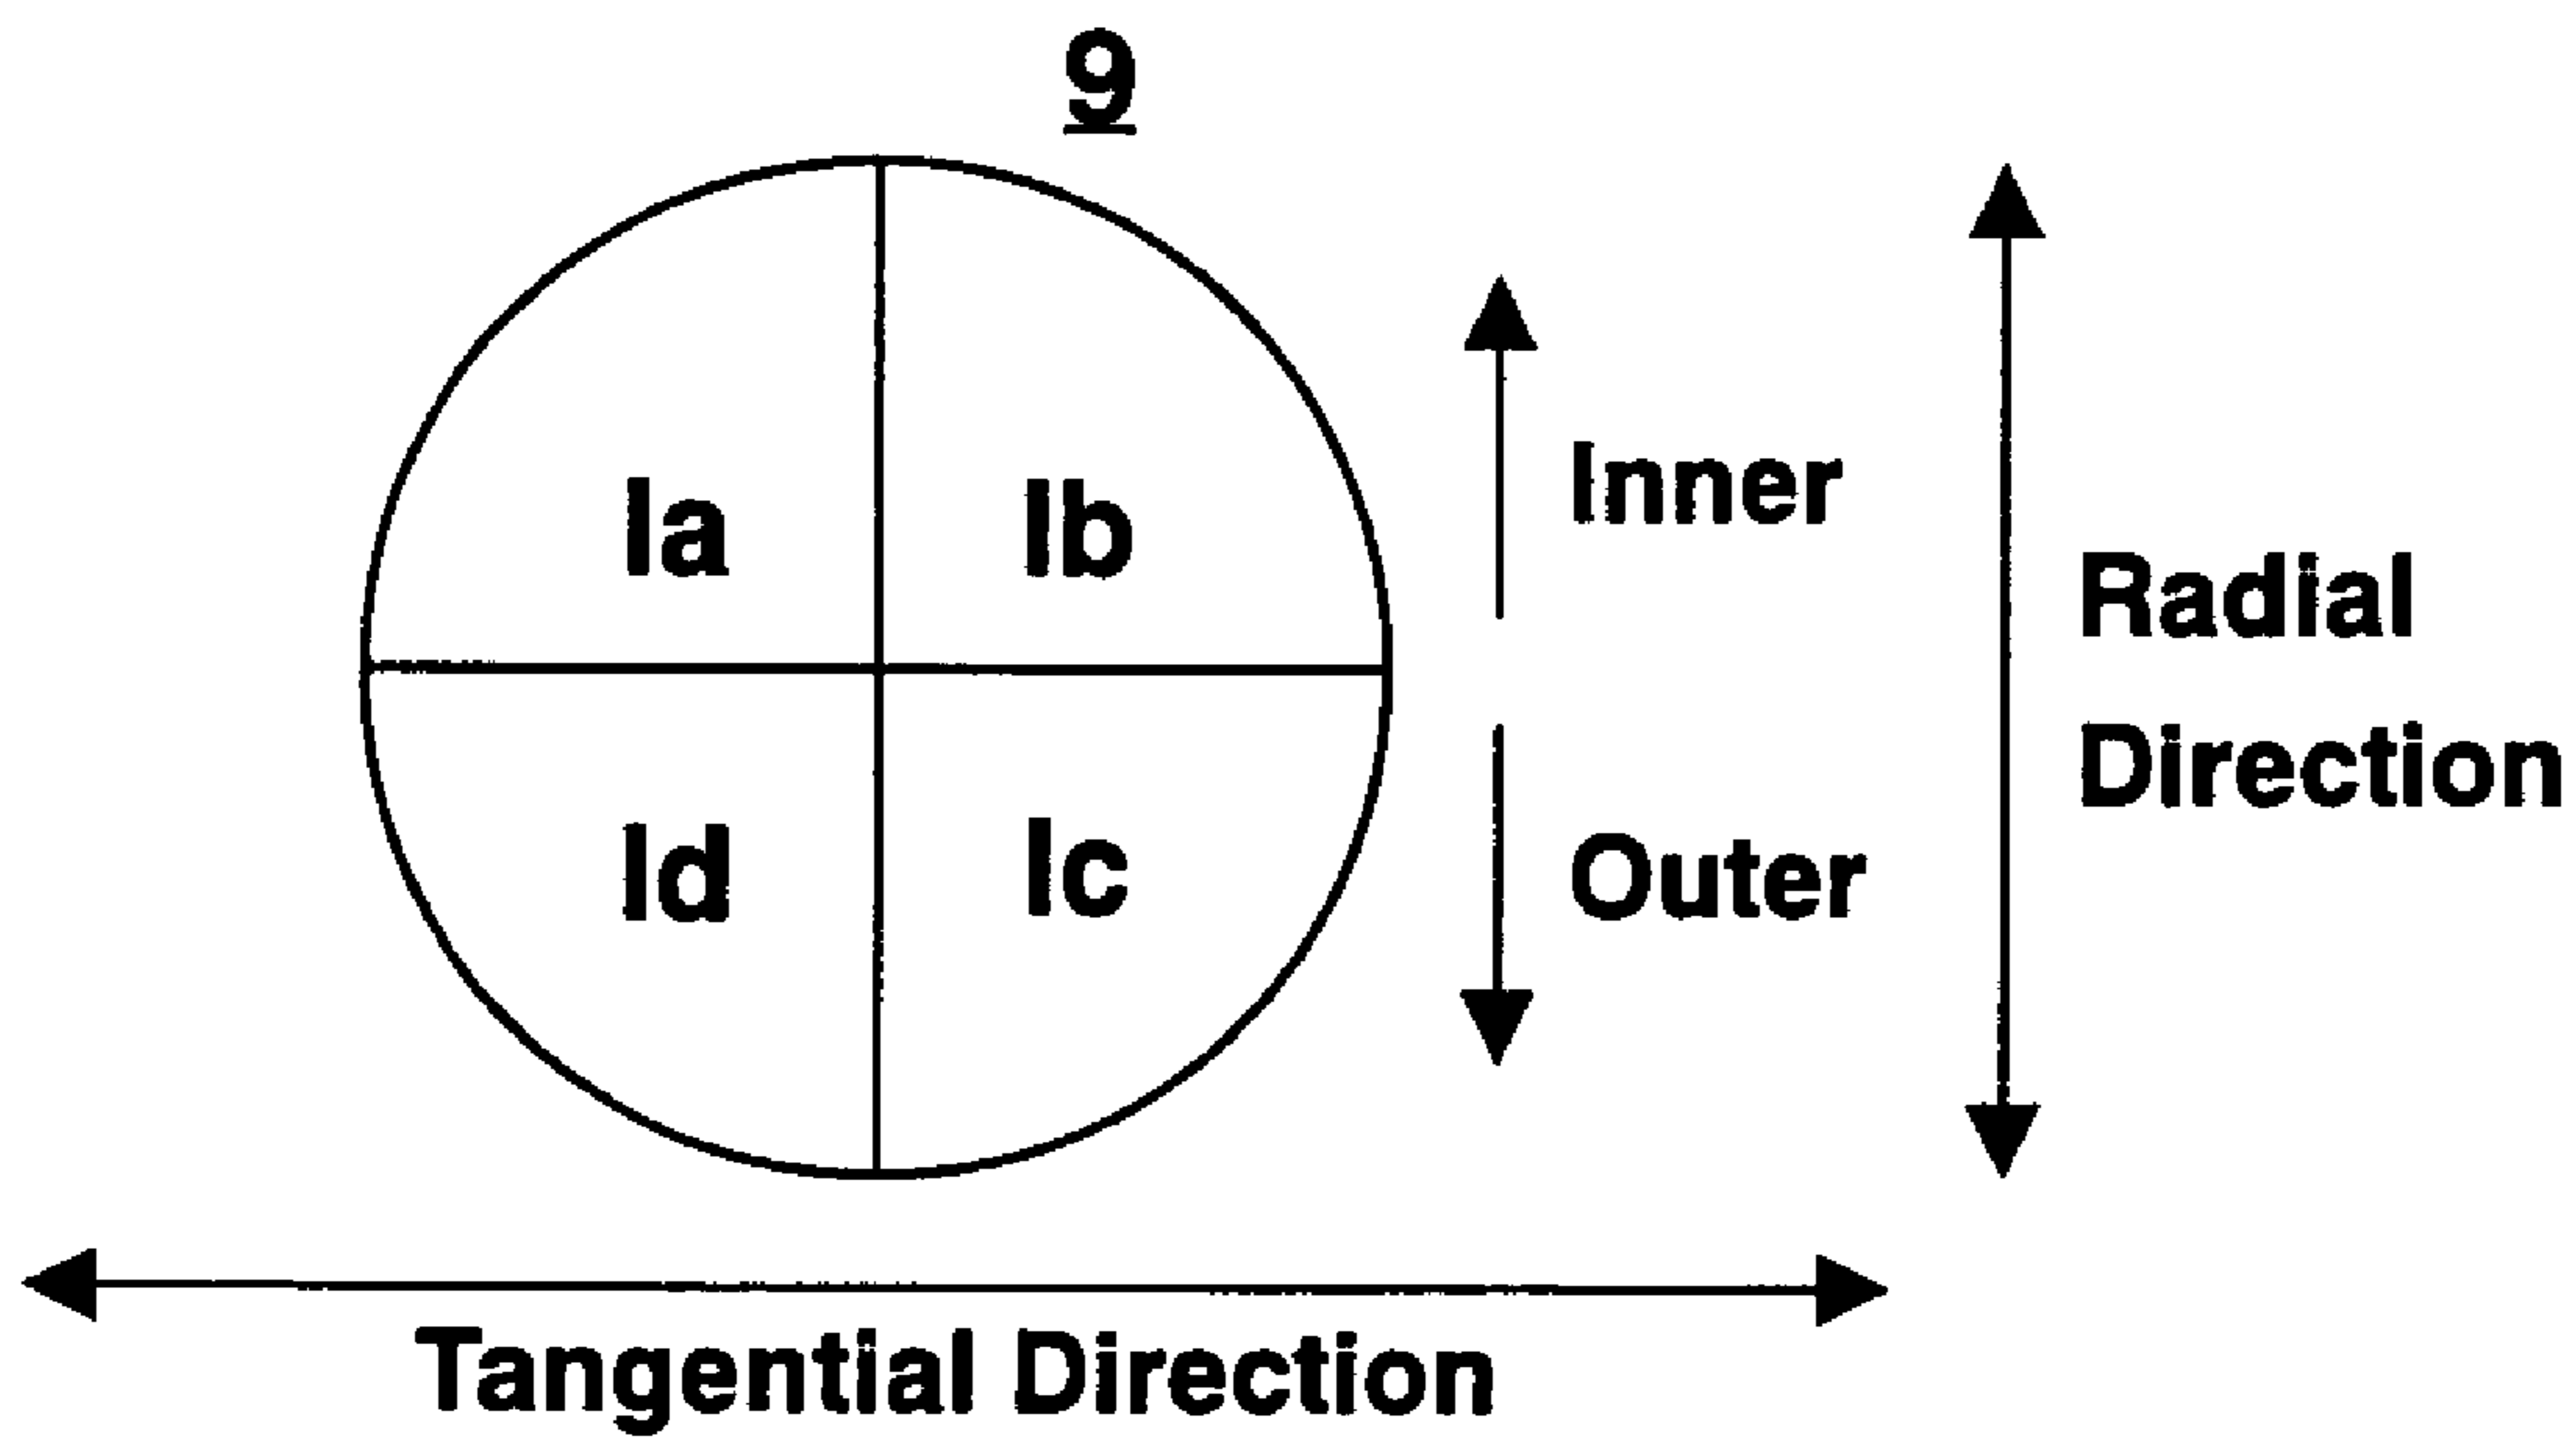 9
Ia Ib
Inner
Id Ic
Outer
Radial
Direction
Tangential Direction